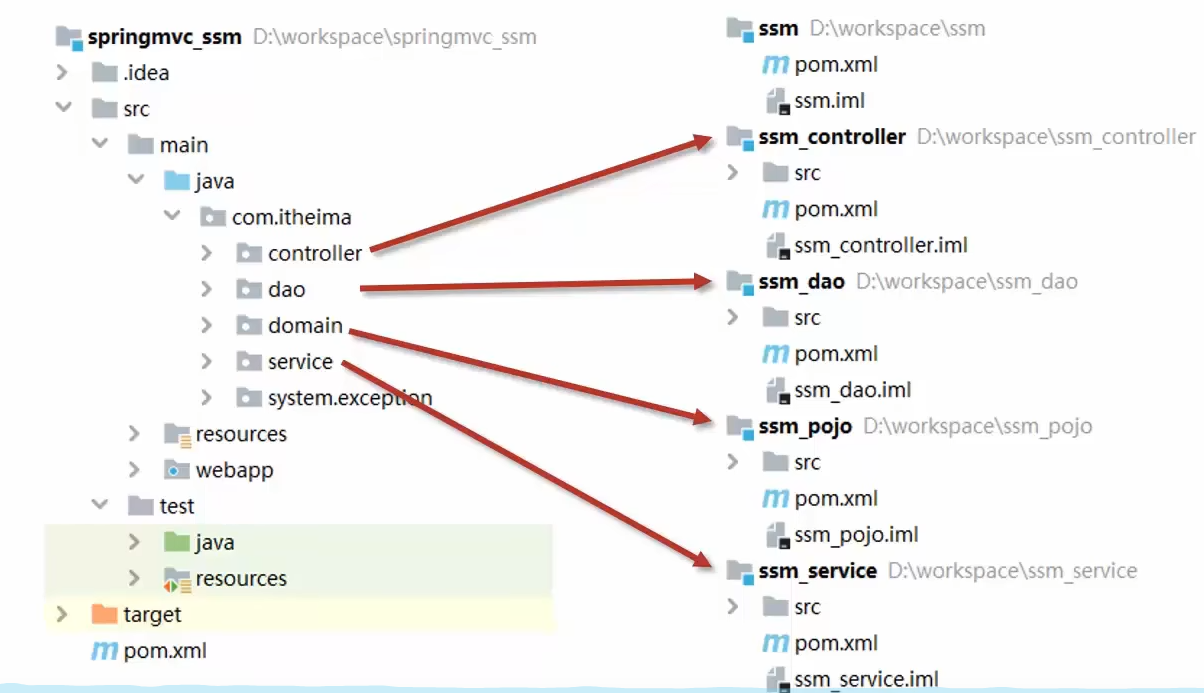 springmvc_ssm D:\workspace\springmvc_ssm
.idea
src
main
java
com.itheima
controller
dao
domain
service
system.exception
resources
webapp
test
java
resources
target
pom.xml
ssm D:\workspace\ssm
pom.xml
ssm.iml
ssm_controller D:\workspace\ssm_controller
src
pom.xml
ssm_controller.iml
ssm_dao D:\workspace\ssm_dao
src
pom.xml
ssm_dao.iml
ssm_pojo D:\workspace\ssm_pojo
src
pom.xml
ssm_pojo.iml
ssm_service D:\workspace\ssm_service
src
pom.xml
ssm_service.iml